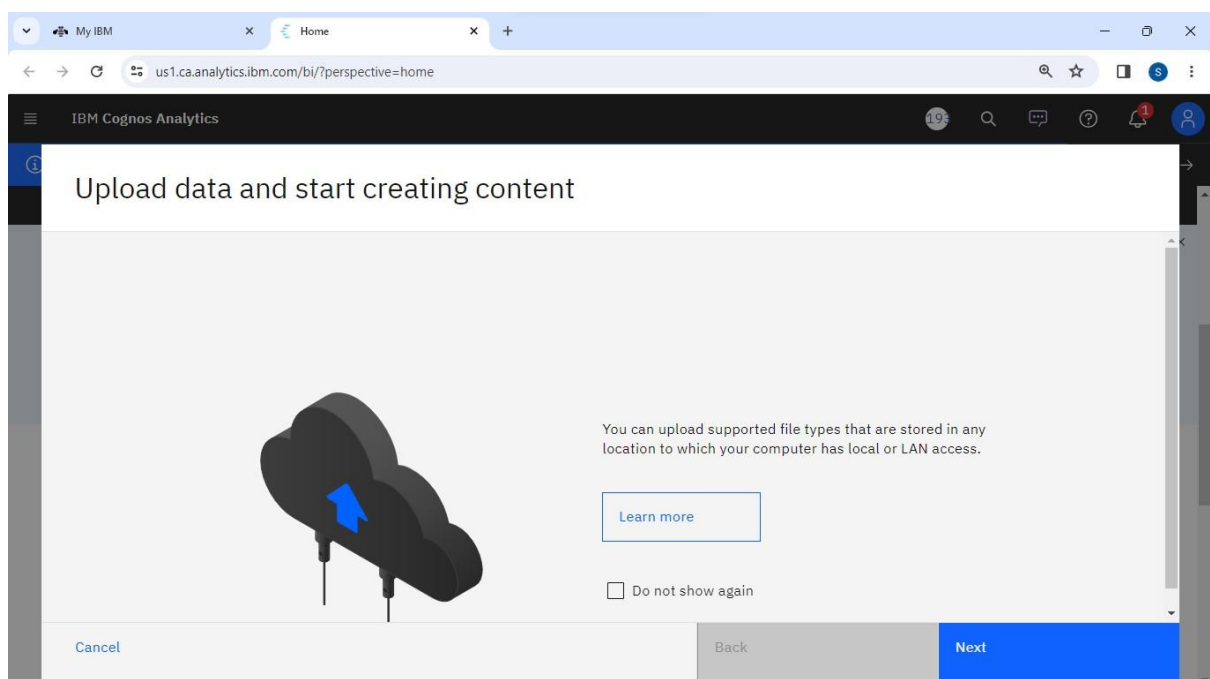 My IBM
Home
us1.ca.analytics.ibm.com/bi/?perspective=home
S
IBM Cognos Analytics
1
Upload data and start creating content
You can upload supported file types that are stored in any
location to which your computer has local or LAN access.
Learn more
Do not show again
Cancel
Back
Next